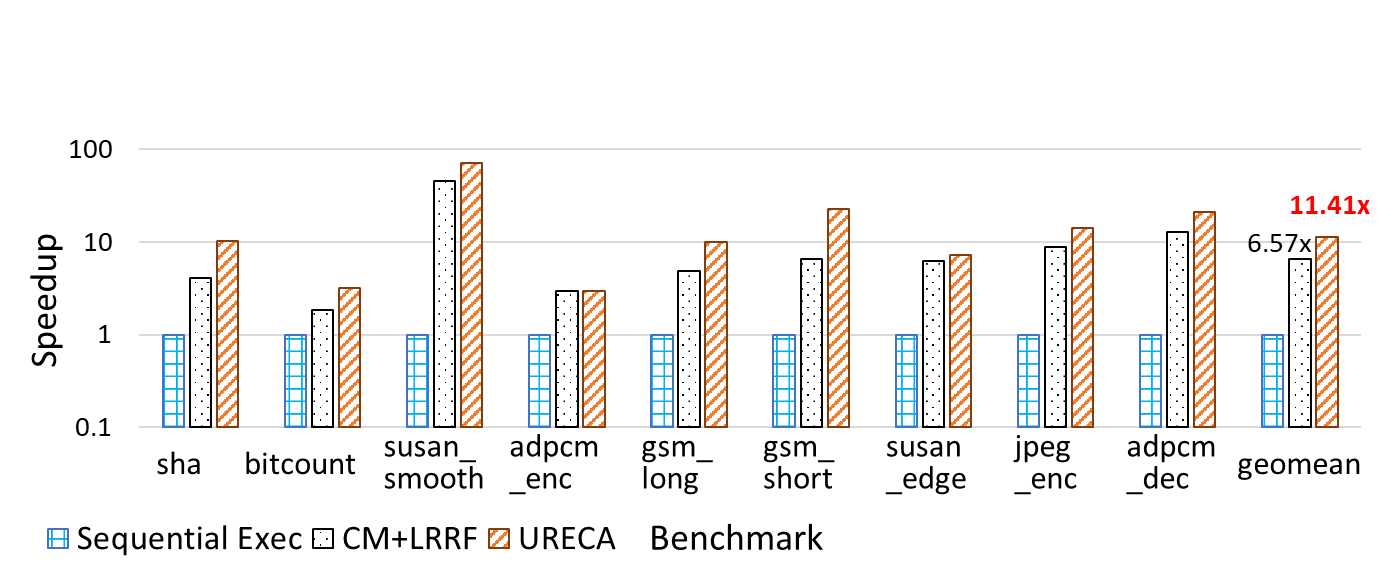 100
11.41x
10
6.57x
Speedup
1
0.1
sha
bitcount
susan_
smooth
adpcm
_enc
gsm_
long
gsm_
short
susan
_edge
jpeg
_enc
adpcm
_dec
geomean
Sequential Exec CM+LRRF URECA Benchmark